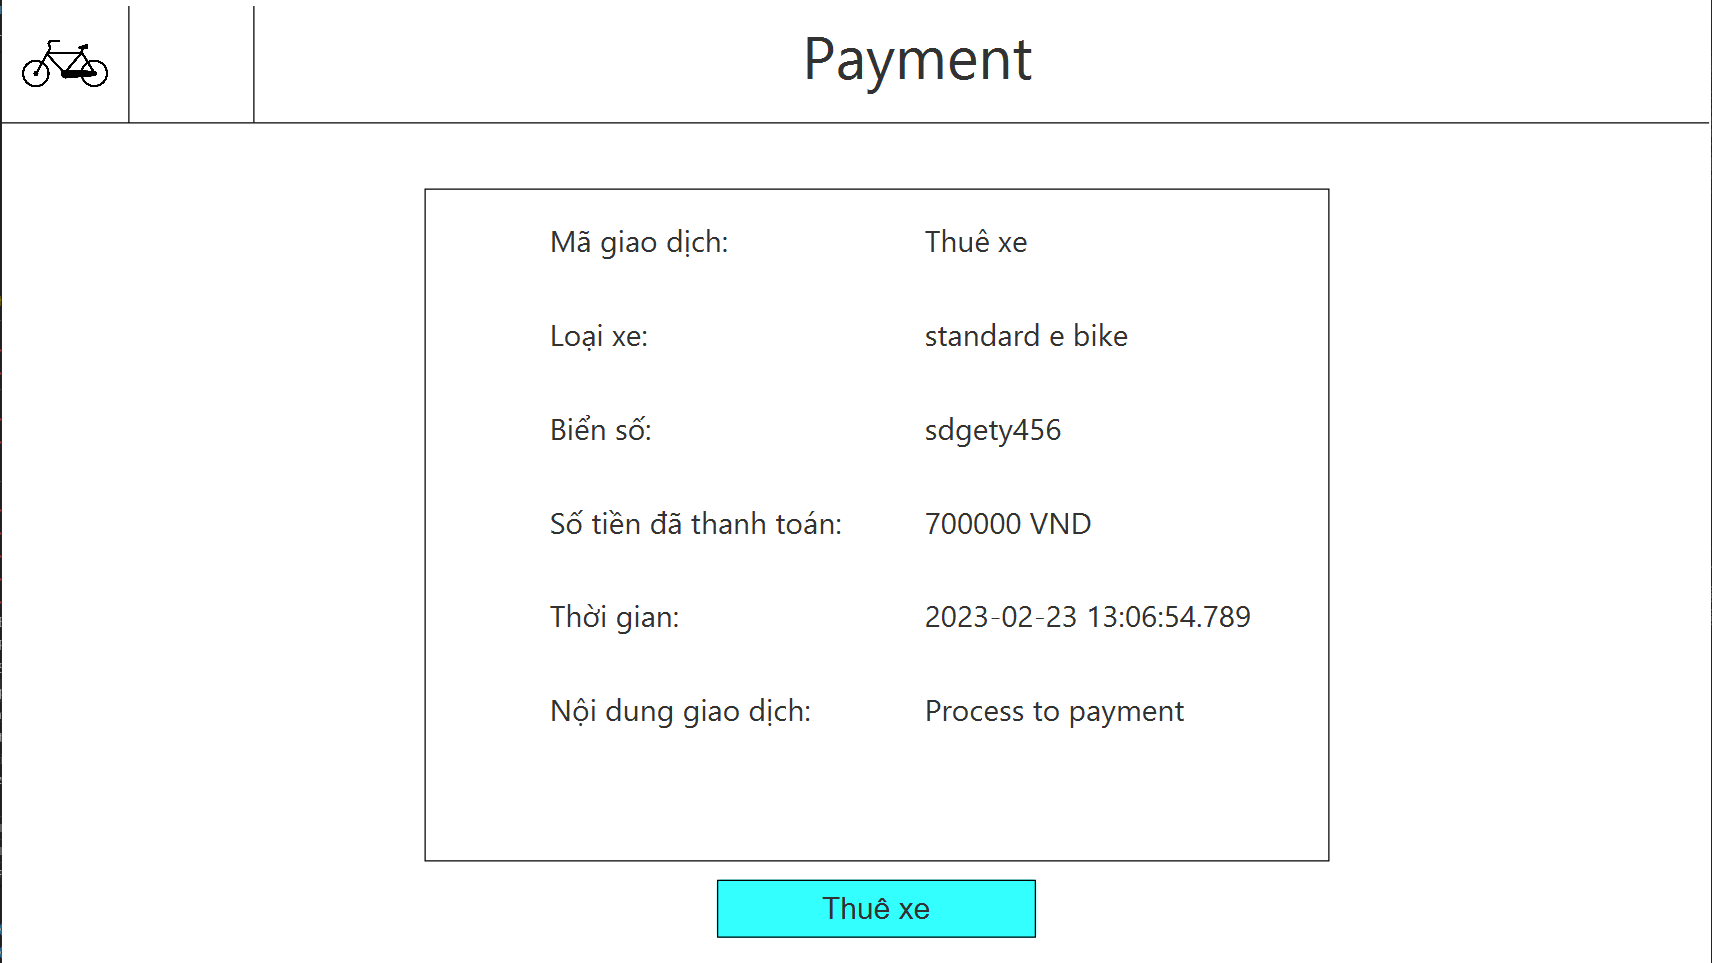 Payment
Mã giao dịch: Thuê xe
Loại xe: standard e bike
Biển số: sdgety456
Số tiền đã thanh toán: 700000 VND
Thời gian: 2023-02-23 13:06:54.789
Nội dung giao dịch: Process to payment
Thuê xe